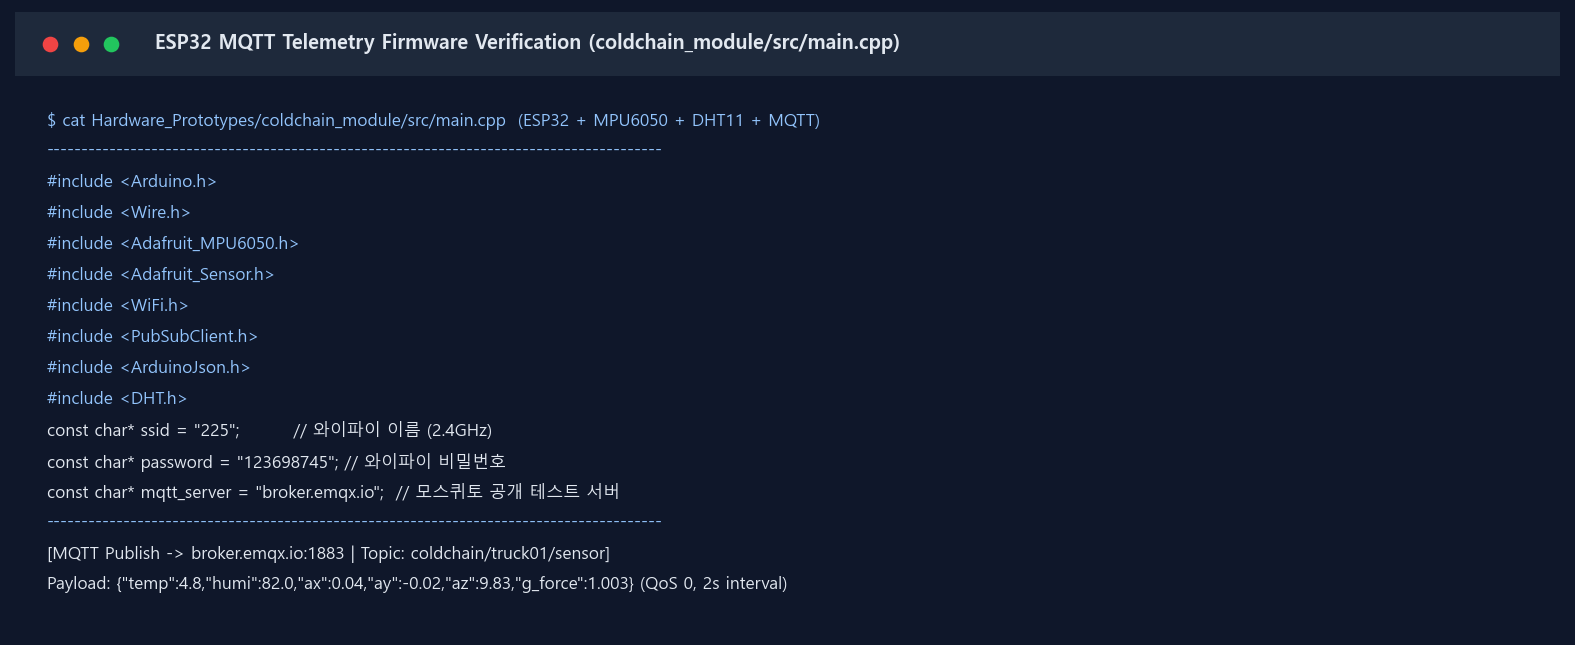 ESP32 MQTT Telemetry Firmware Verification (coldchain_module/src/main.cpp)
$ cat Hardware_Prototypes/coldchain_module/src/main.cpp  (ESP32 + MPU6050 + DHT11 + MQTT)
----------------------------------------------------------------------------------------
#include <Arduino.h>
#include <Wire.h>
#include <Adafruit_MPU6050.h>
#include <Adafruit_Sensor.h>
#include <WiFi.h>
#include <PubSubClient.h>
#include <ArduinoJson.h>
#include <DHT.h>
const char* ssid = "225";         // 와이파이 이름 (2.4GHz)
const char* password = "123698745"; // 와이파이 비밀번호
const char* mqtt_server = "broker.emqx.io";  // 모스퀴토 공개 테스트 서버
----------------------------------------------------------------------------------------
[MQTT Publish -> broker.emqx.io:1883 | Topic: coldchain/truck01/sensor]
Payload: {"temp":4.8,"humi":82.0,"ax":0.04,"ay":-0.02,"az":9.83,"g_force":1.003} (QoS 0, 2s interval)